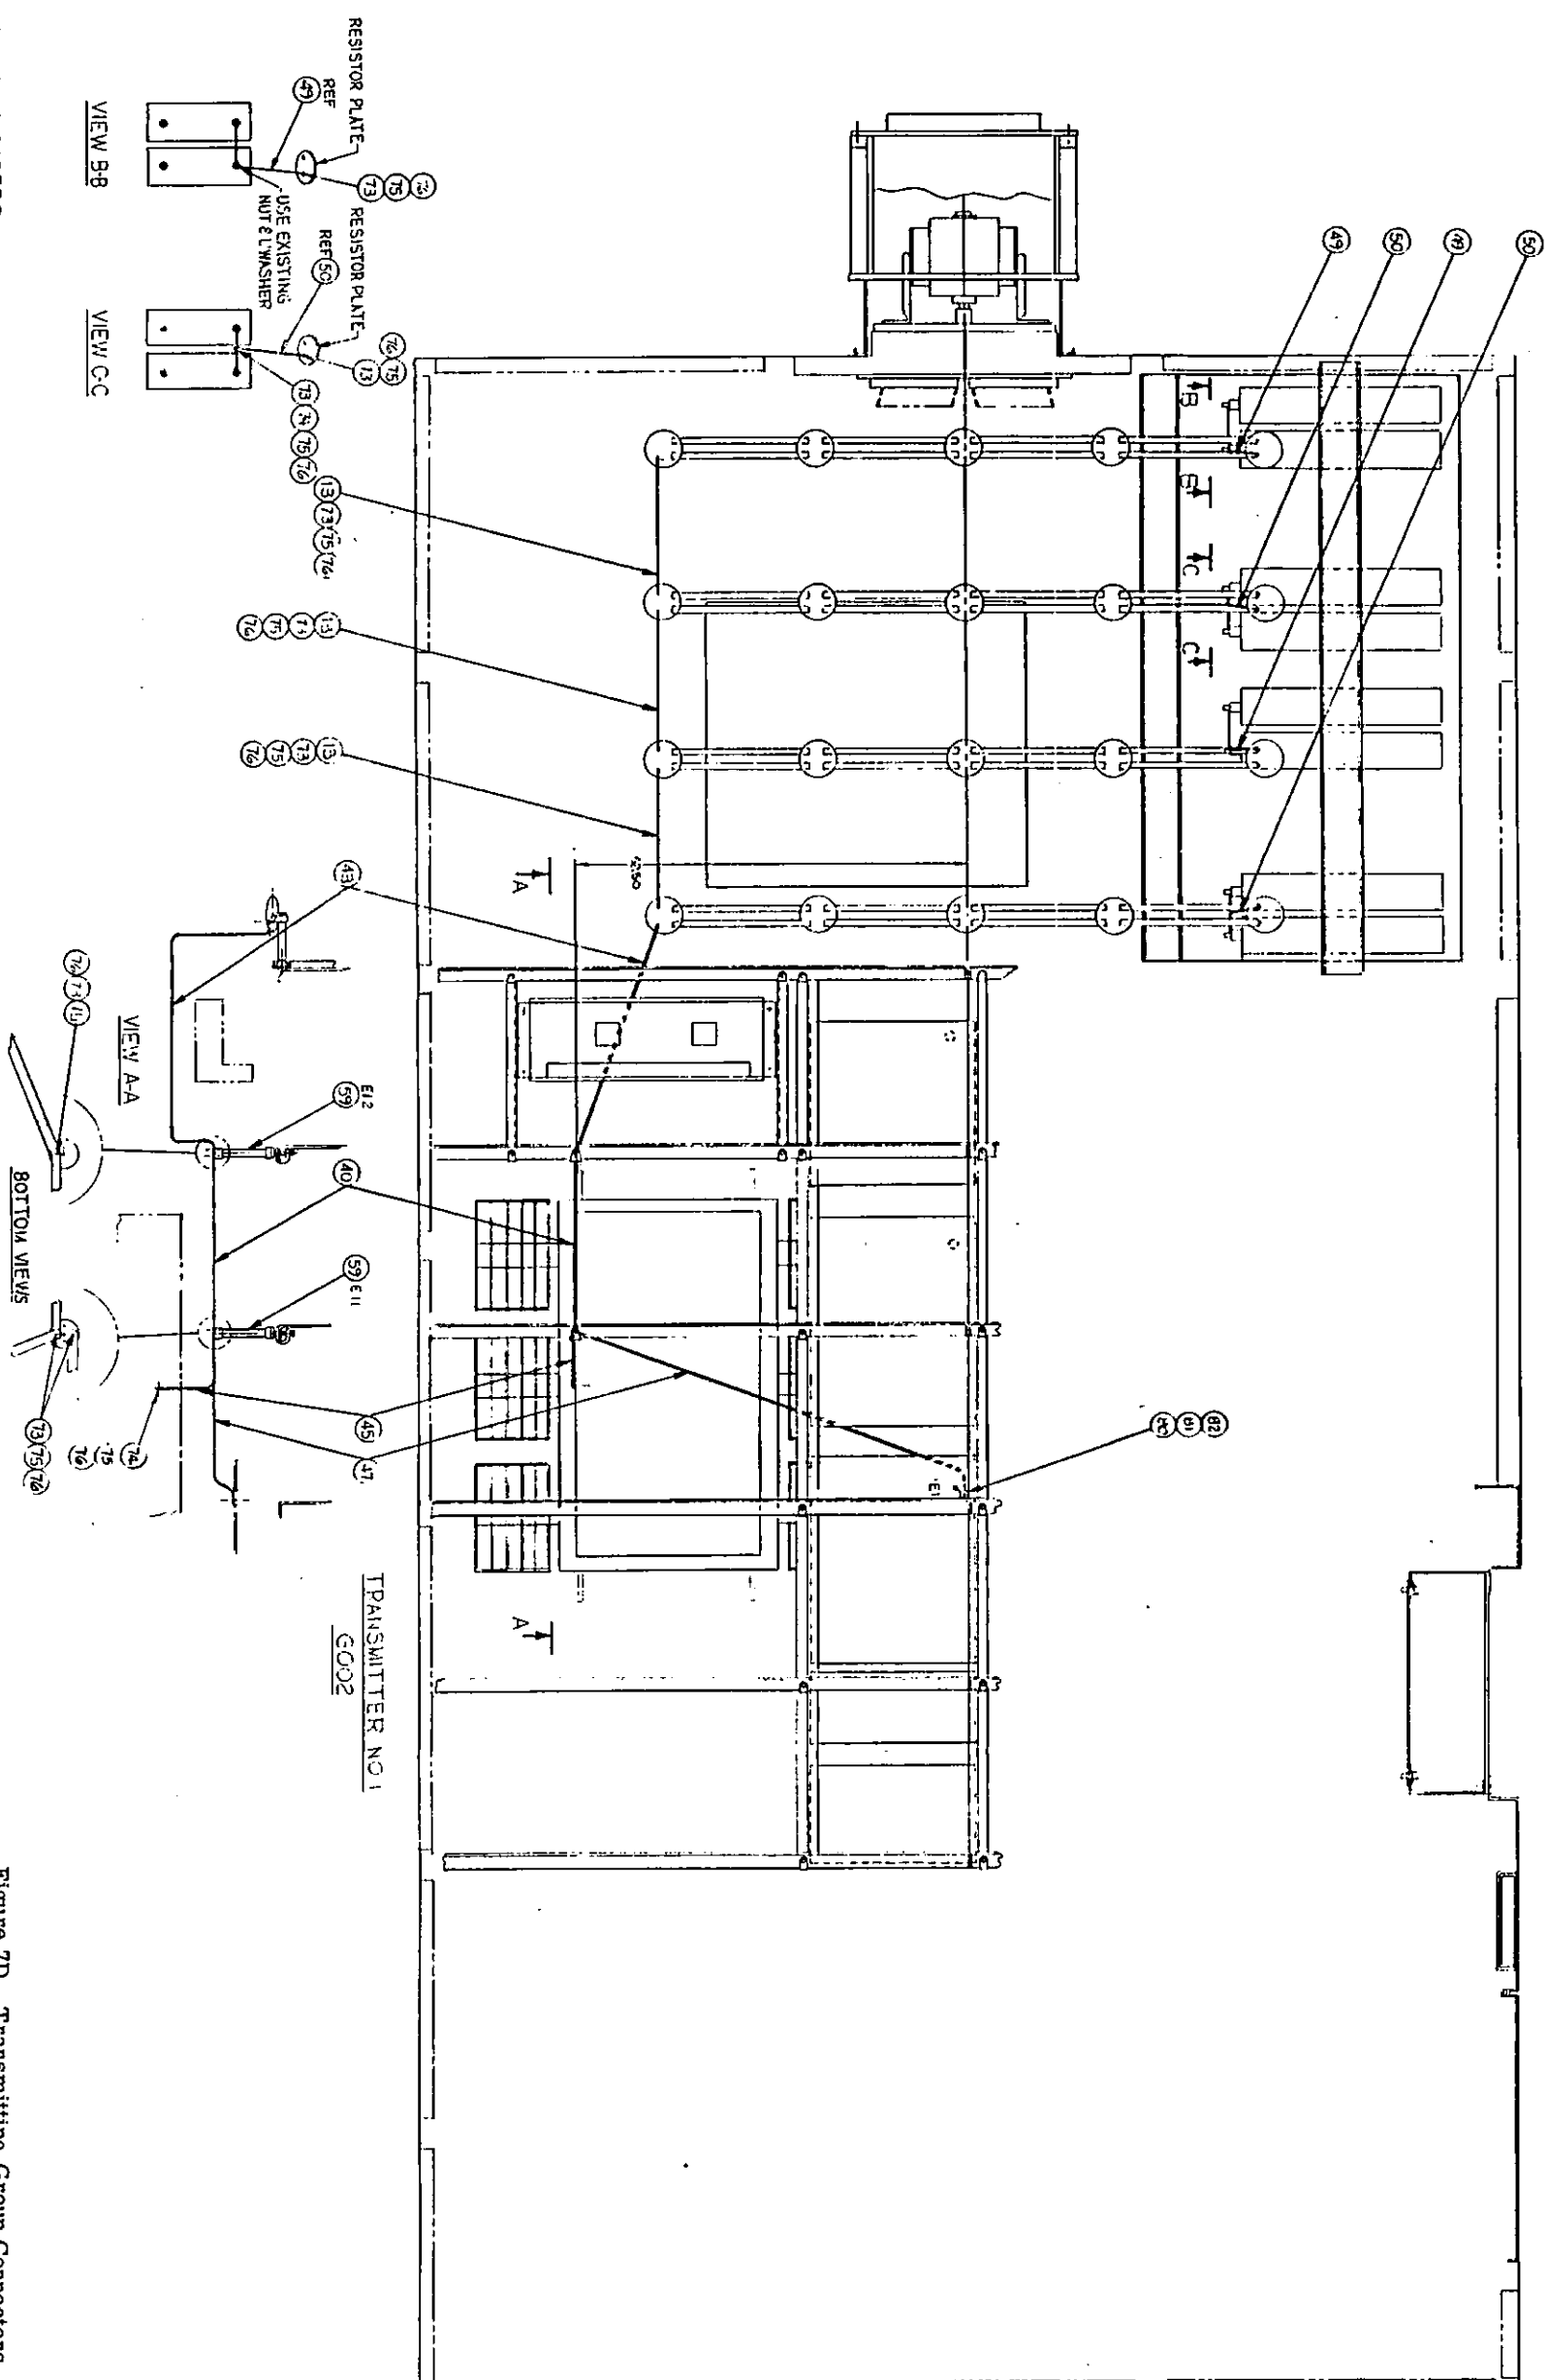 50
49
50
49
RESISTOR PLATE
REF
49
73 75 76
USE EXISTING
NUT & L'WASHER
VIEW B-B
RESISTOR PLATE
REF 50
76
13 75
73 74 75 76
VIEW C-C
B
B
C
C
13 73 75 76
13 73 75 76
13 73 75 76
A
43
VIEW A-A
E12
59
40
59 E11
BOTTOM VIEWS
45
47
73 75 76
74
75
76
82
81
E1
A
TRANSMITTER NO 1
G002
Figure 7D. Transmitting Group Connectors